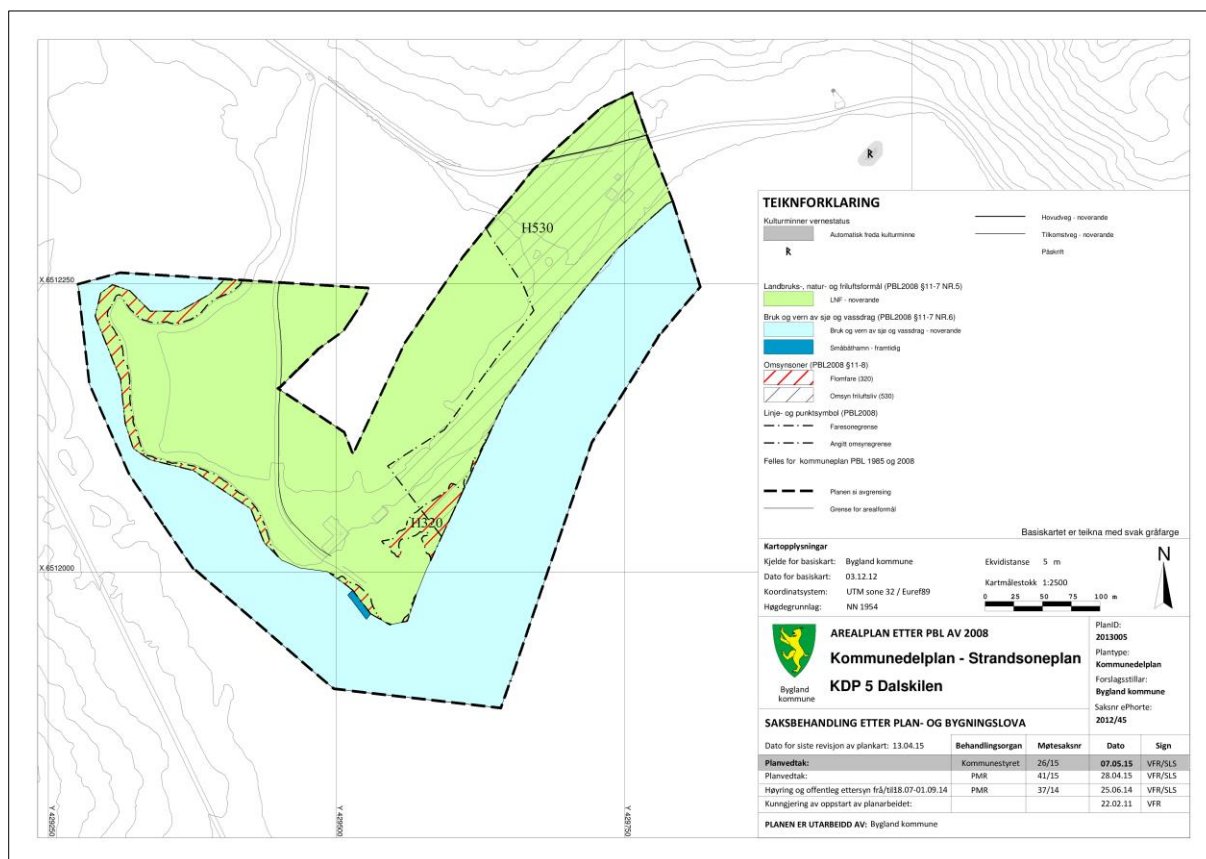 H530
H320
X 6512250
X 6512000
Y 429250
Y 429500
Y 429750
R
TEIKNFORKLARING
Kulturminner vernestatus
Automatisk freda kulturminne
R
Hovudveg - noverande
Tilkomstveg - noverande
Påskrift
Landbruks-, natur- og friluftsformål (PBL2008 §11-7 NR.5)
LNF - noverande
Bruk og vern av sjø og vassdrag (PBL2008 §11-7 NR.6)
Bruk og vern av sjø og vassdrag - noverande
Småbåthamn - framtidig
Omsynsoner (PBL2008 §11-8)
Flomfare (320)
Omsyn friluftsliv (530)
Linje- og punktsymbol (PBL2008)
Faresonegrense
Angitt omsynsgrense
Felles for kommuneplan PBL 1985 og 2008
Planen si avgrensing
Grense for arealformål
Basiskartet er teikna med svak gråfarge
Kartopplysningar
Kjelde for basiskart: Bygland kommune
Dato for basiskart: 03.12.12
Koordinatsystem: UTM sone 32 / Euref89
Høgdegrunnlag: NN 1954
Ekvidistanse 5 m
Kartmålestokk 1:2500
0 25 50 75 100 m
N
Bygland
kommune
AREALPLAN ETTER PBL AV 2008
Kommunedelplan - Strandsoneplan
KDP 5 Dalskilen
PlanID:
2013005
Plantype:
Kommunedelplan
Forslagsstillar:
Bygland kommune
Saksnr ePhorte:
2012/45
SAKSBEHANDLING ETTER PLAN- OG BYGNINGSLOVA
Dato for siste revisjon av plankart: 13.04.15 Behandlingsorgan Møtesaksnr Dato Sign
Planvedtak: Kommunestyret 26/15 07.05.15 VFR/SLS
Planvedtak: PMR 41/15 28.04.15 VFR/SLS
Høyring og offentleg ettersyn frå/til18.07-01.09.14 PMR 37/14 25.06.14 VFR/SLS
Kunngjering av oppstart av planarbeidet: 22.02.11 VFR
PLANEN ER UTARBEIDD AV: Bygland kommune